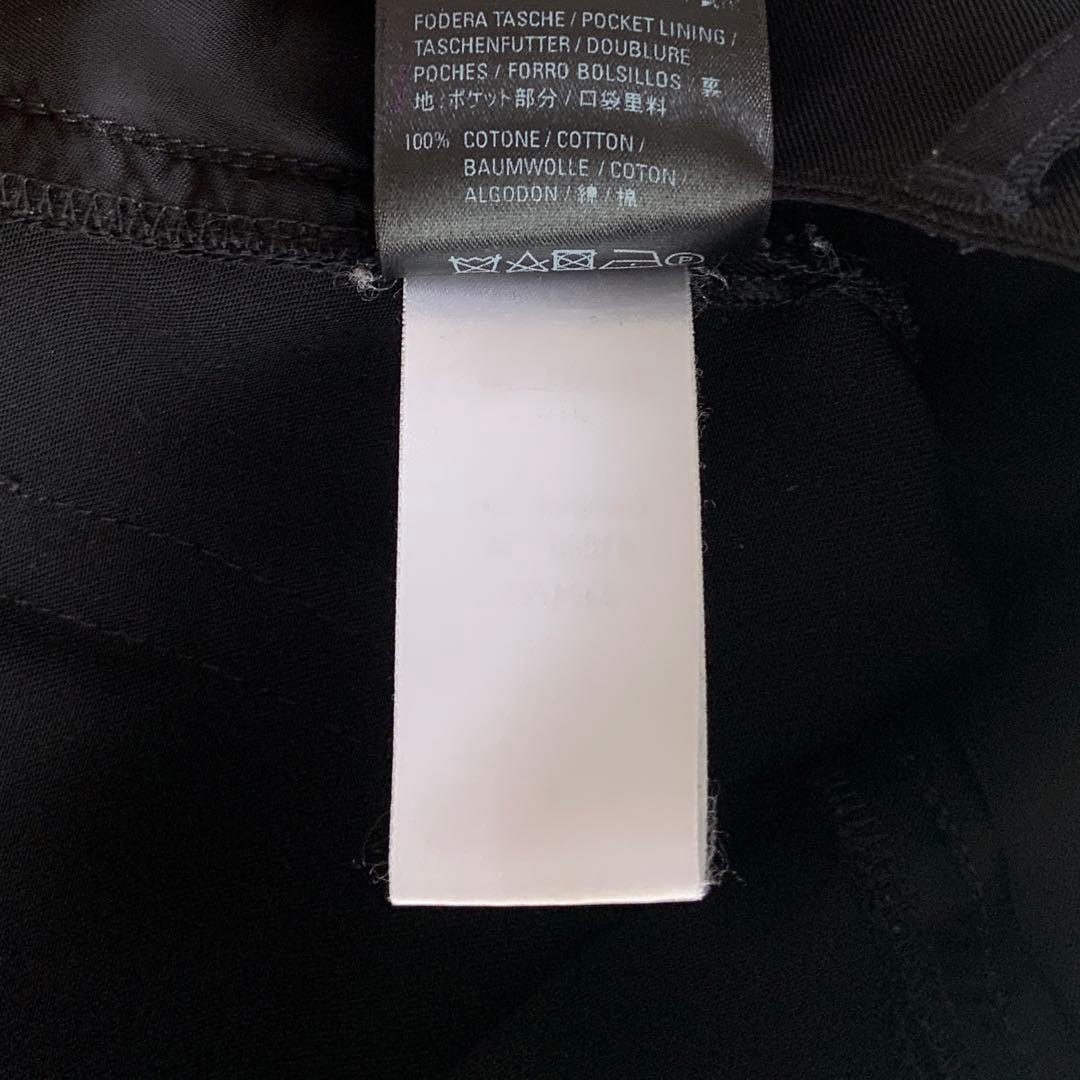 FODERA TASCHE / POCKET LINING /
TASCHENFUTTER / DOUBLURE
POCHES / FORRO BOLSILLOS / 裏
地:ポケット部分 / 口袋里料
100% COTONE / COTTON /
BAUMWOLLE / COTON /
ALGODON / 綿 / 棉
P